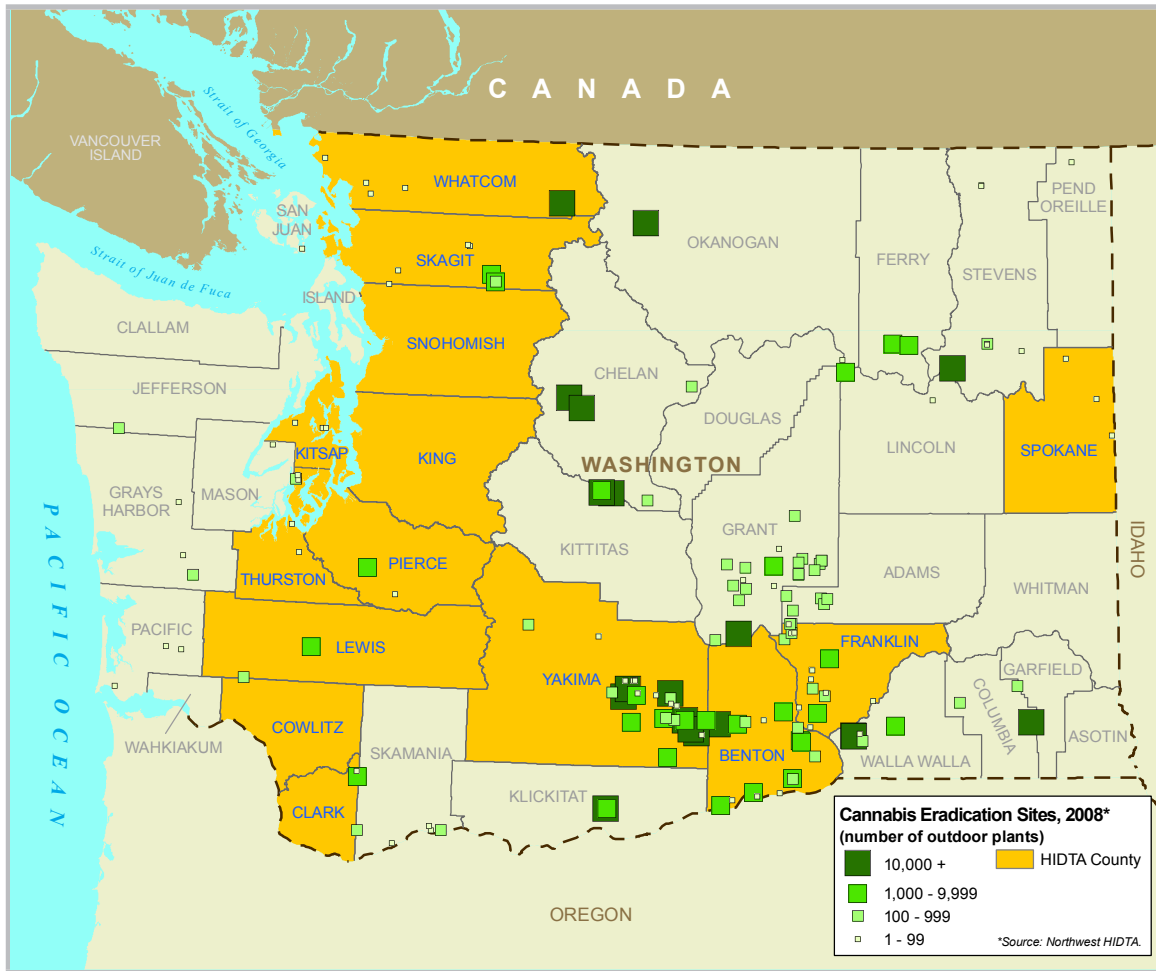 CANADA
Strait of Georgia
VANCOUVER
ISLAND
WHATCOM
PEND
OREILLE
SAN
JUAN
OKANOGAN
FERRY
STEVENS
SKAGIT
Strait of Juan de Fuca
ISLAND
CLALLAM
SNOHOMISH
CHELAN
JEFFERSON
DOUGLAS
LINCOLN
KITSAP
KING
SPOKANE
WASHINGTON
GRAYS
HARBOR
MASON
GRANT
PACIFIC OCEAN
IDAHO
KITTITAS
PIERCE
ADAMS
THURSTON
WHITMAN
PACIFIC
LEWIS
FRANKLIN
GARFIELD
YAKIMA
COLUMBIA
COWLITZ
WAHKIAKUM
SKAMANIA
ASOTIN
BENTON
WALLA WALLA
KLICKITAT
CLARK
OREGON
Cannabis Eradication Sites, 2008*
(number of outdoor plants)
10,000 +
HIDTA County
1,000 - 9,999
100 - 999
1 - 99
*Source: Northwest HIDTA.